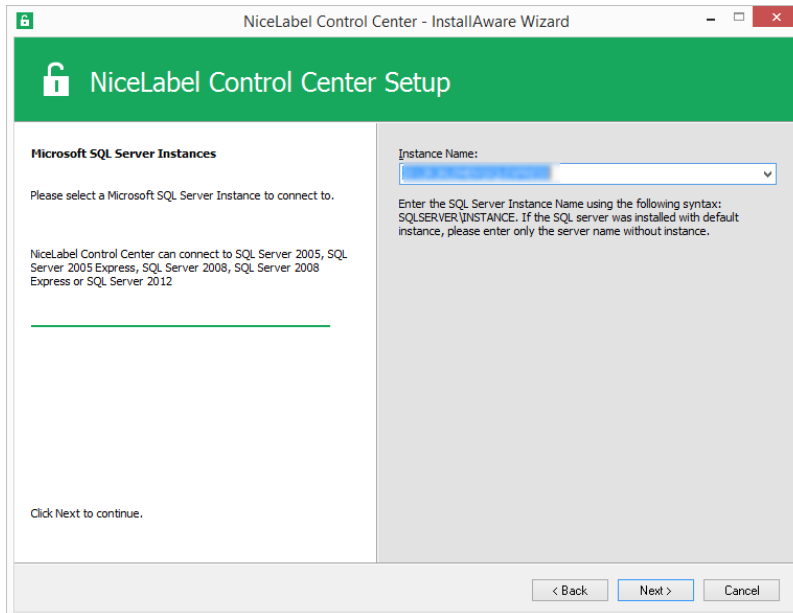 NiceLabel Control Center - InstallAware Wizard
NiceLabel Control Center Setup
Microsoft SQL Server Instances
Please select a Microsoft SQL Server Instance to connect to.
NiceLabel Control Center can connect to SQL Server 2005, SQL
Server 2005 Express, SQL Server 2008, SQL Server 2008
Express or SQL Server 2012
Click Next to continue.
Instance Name:
Enter the SQL Server Instance Name using the following syntax:
SQLSERVER\INSTANCE. If the SQL server was installed with default
instance, please enter only the server name without instance.
< Back
Next >
Cancel